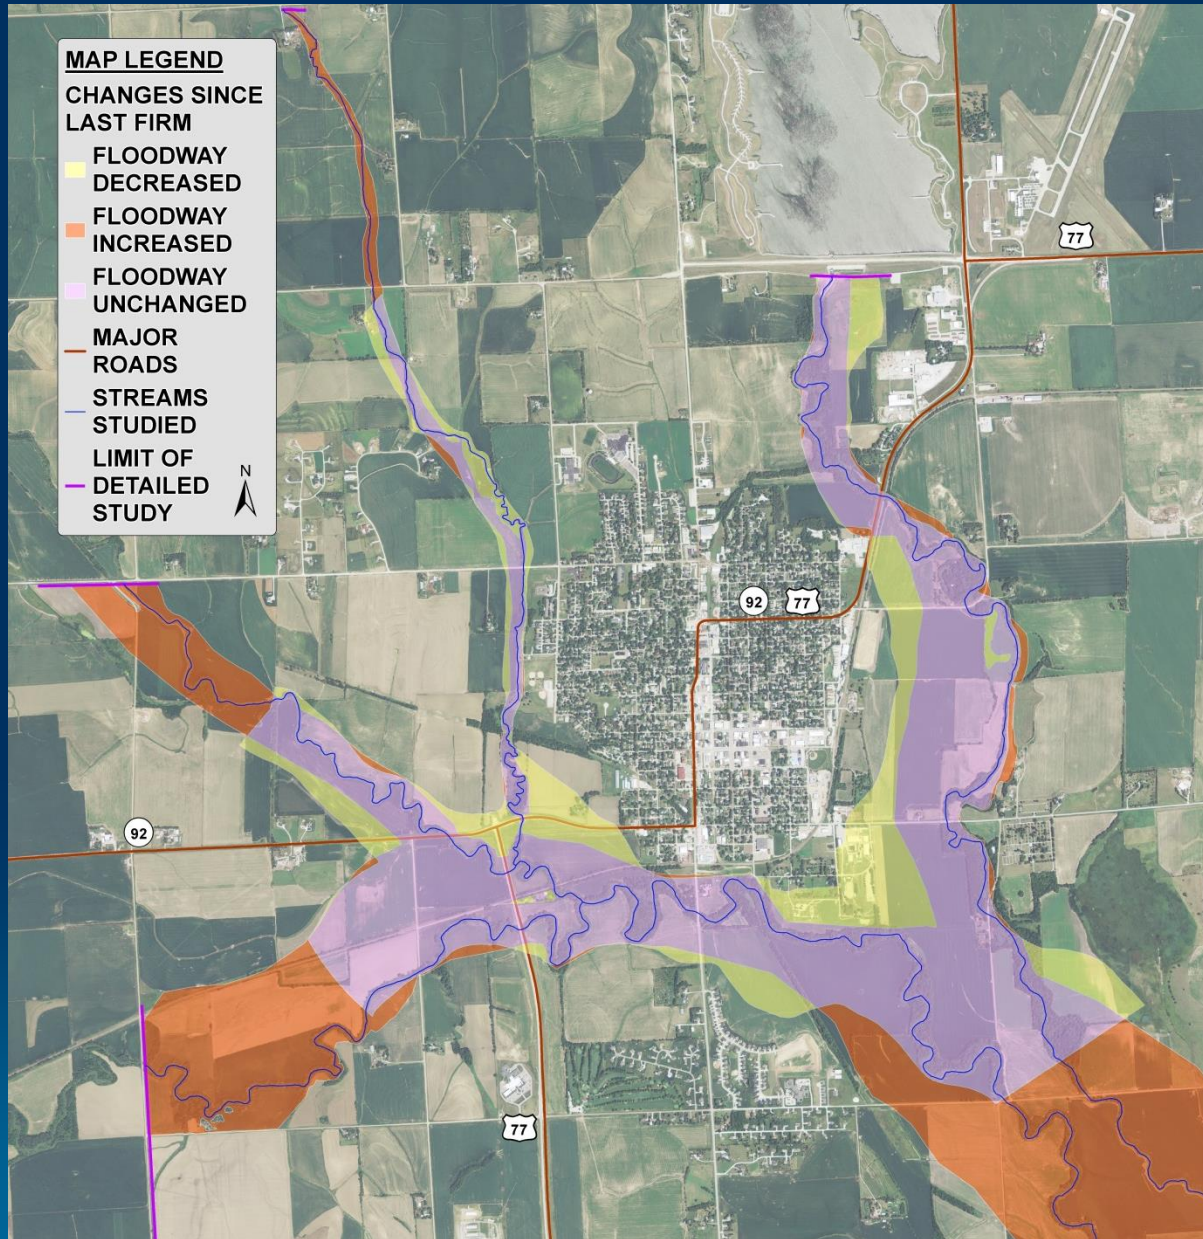 MAP LEGEND
CHANGES SINCE
LAST FIRM
FLOODWAY
DECREASED
FLOODWAY
INCREASED
FLOODWAY
UNCHANGED
MAJOR
ROADS
STREAMS
STUDIED
LIMIT OF
DETAILED
STUDY
N
77
92 77
92
77